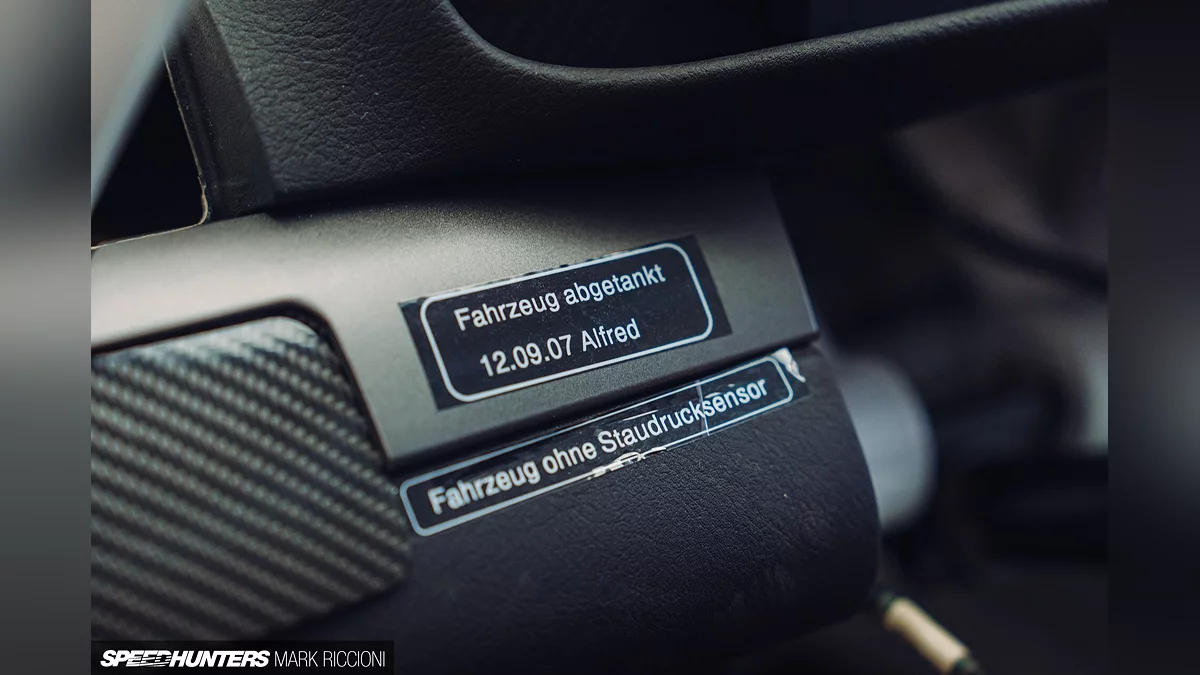 Fahrzeug abgetankt
12.09.07 Alfred
Fahrzeug ohne Staudrucksensor
SPEEDHUNTERS MARK RICCIONI